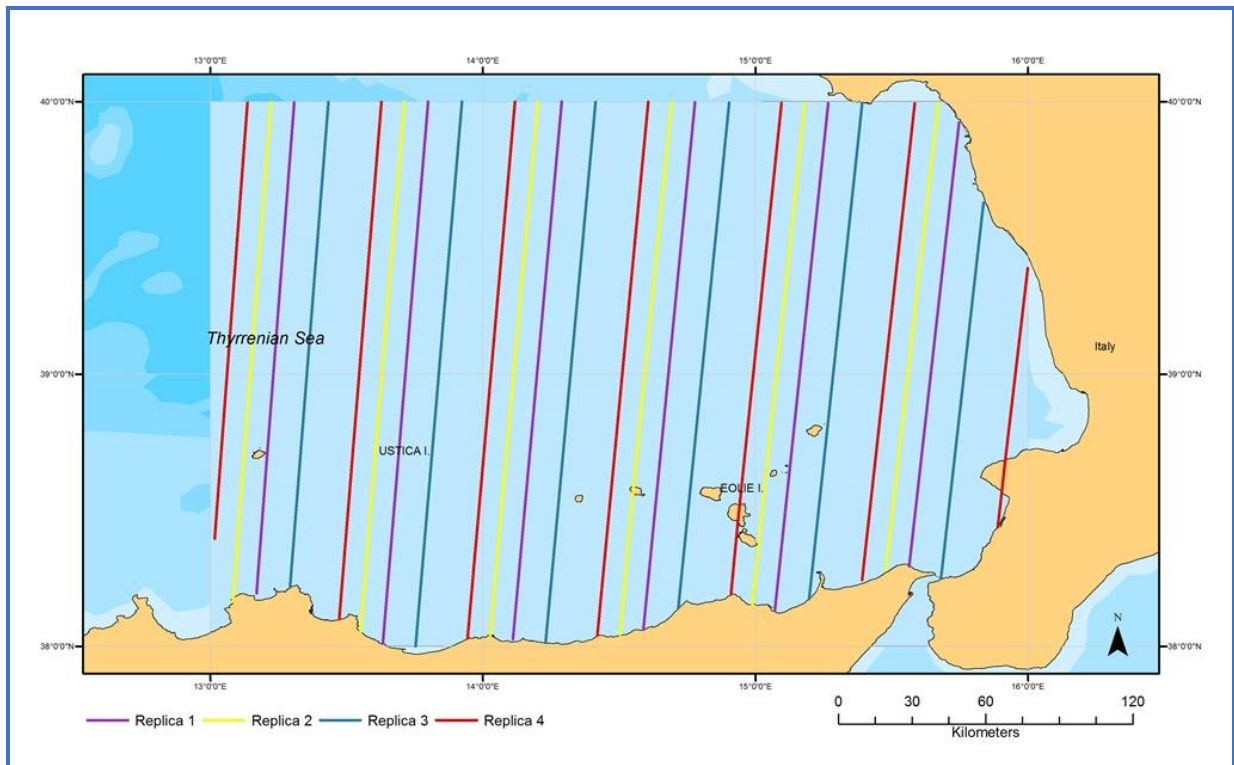 13°0'0"E 14°0'0"E 15°0'0"E 16°0'0"E
40°0'0"N 40°0'0"N
Thyrrenian Sea
Italy
39°0'0"N 39°0'0"N
USTICA I.
EOLIE I.
N
38°0'0"N 38°0'0"N
13°0'0"E 14°0'0"E 15°0'0"E 16°0'0"E
Replica 1 Replica 2 Replica 3 Replica 4
0 30 60 120
Kilometers